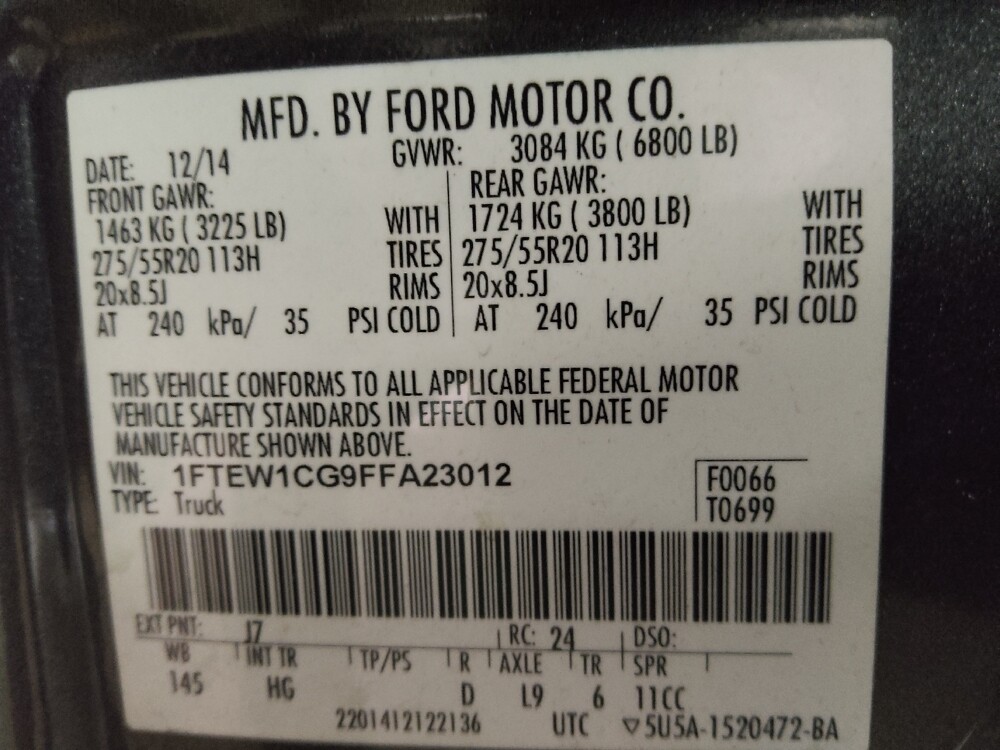 MFD. BY FORD MOTOR CO.
DATE: 12/14 GVWR: 3084 KG ( 6800 LB)
FRONT GAWR: REAR GAWR:
1463 KG ( 3225 LB) WITH 1724 KG ( 3800 LB) WITH
275/55R20 113H TIRES 275/55R20 113H TIRES
20x8.5J RIMS 20x8.5J RIMS
AT 240 kPa/ 35 PSI COLD AT 240 kPa/ 35 PSI COLD
THIS VEHICLE CONFORMS TO ALL APPLICABLE FEDERAL MOTOR
VEHICLE SAFETY STANDARDS IN EFFECT ON THE DATE OF
MANUFACTURE SHOWN ABOVE.
VIN: 1FTEW1CG9FFA23012 F0066
TYPE: Truck T0699
EXT PNT: J7 RC: 24 DSO:
WB INT TR TP/PS R AXLE TR SPR
145 HG D L9 6 11CC
2201412122136 UTC ▽5U5A-1520472-BA